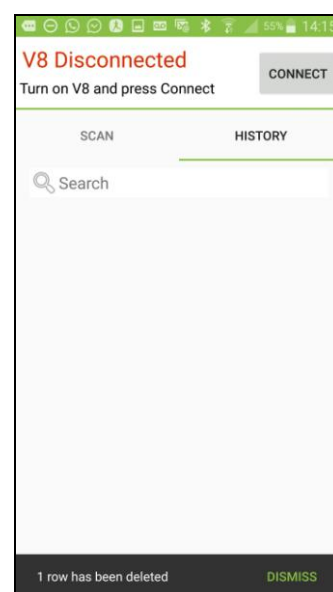 55% 14:15
V8 Disconnected
CONNECT
Turn on V8 and press Connect
SCAN HISTORY
Search
1 row has been deleted DISMISS